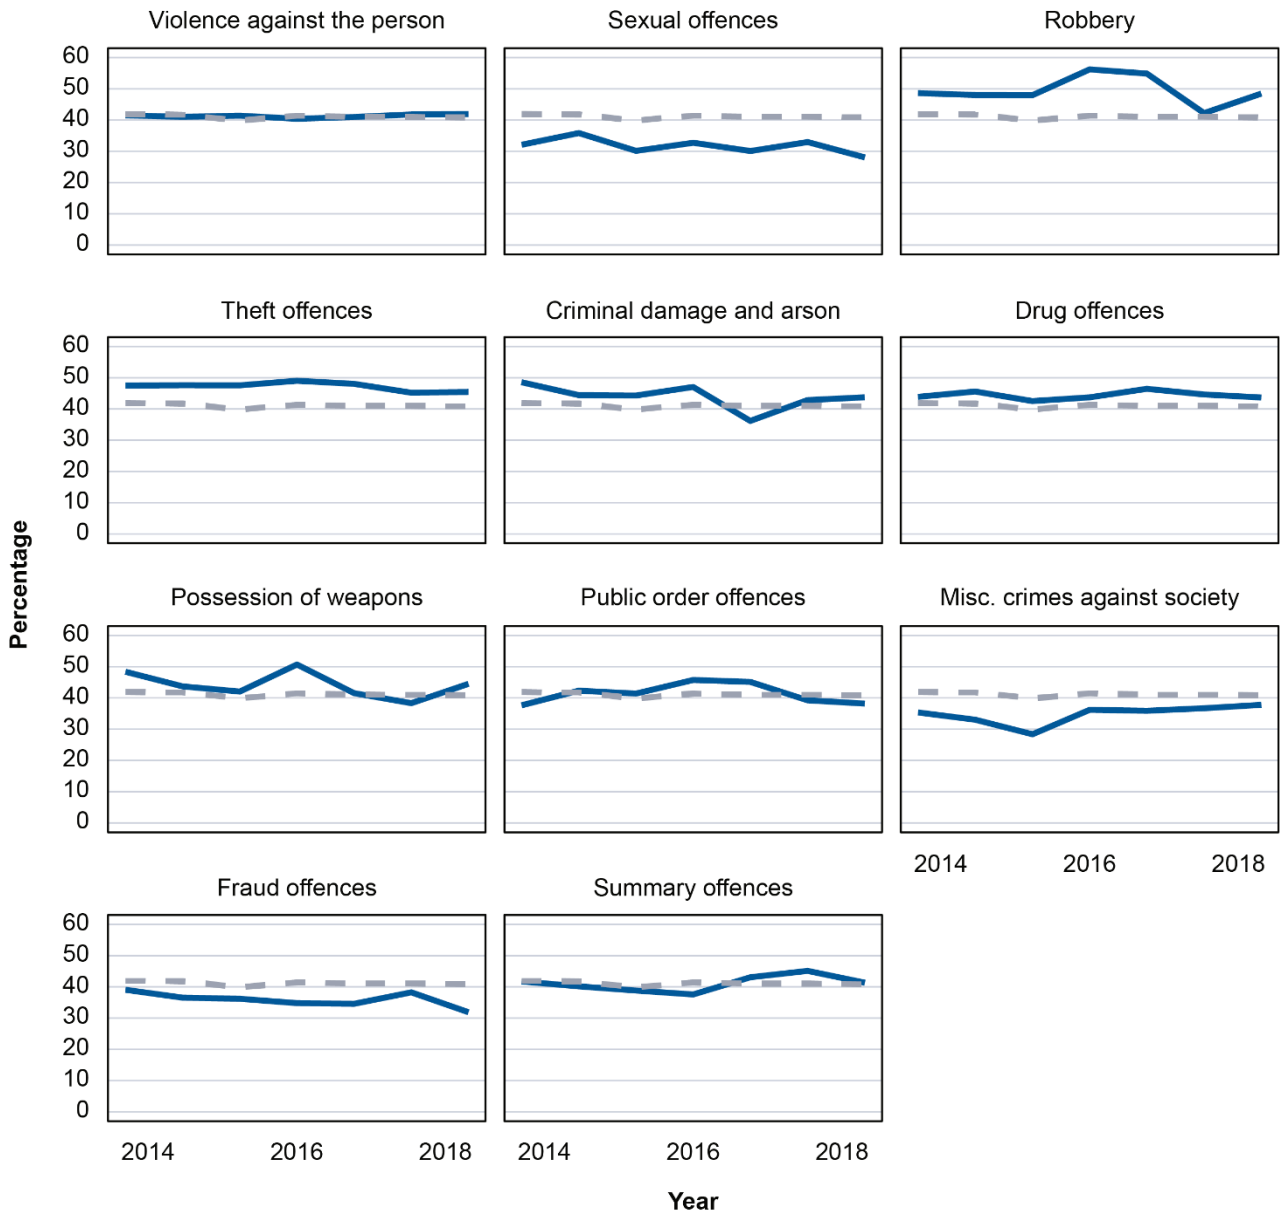 Violence against the person
Sexual offences
Robbery
60
50
40
30
20
10
0
Theft offences
Criminal damage and arson
Drug offences
60
50
40
30
20
10
0
Percentage
Possession of weapons
Public order offences
Misc. crimes against society
60
50
40
30
20
10
0
2014 2016 2018
Fraud offences
Summary offences
60
50
40
30
20
10
0
2014 2016 2018
2014 2016 2018
Year